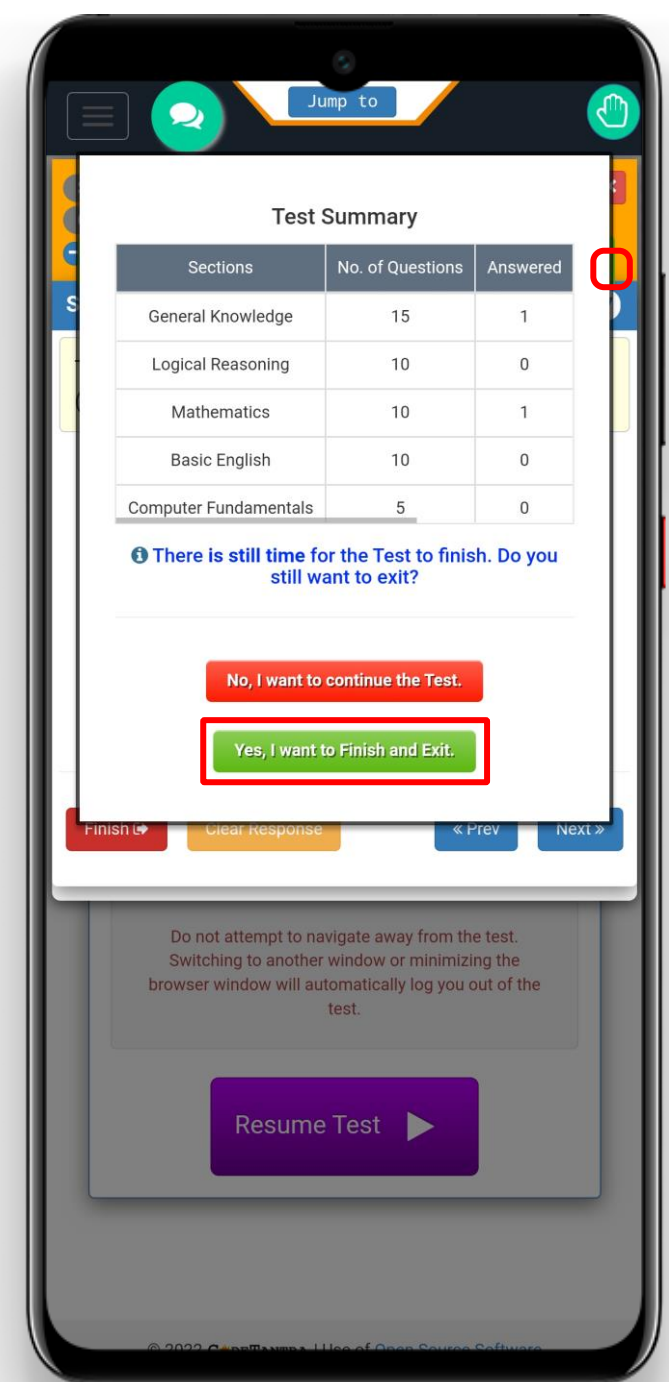 Jump to
Test Summary
Sections No. of Questions Answered
General Knowledge 15 1
Logical Reasoning 10 0
Mathematics 10 1
Basic English 10 0
Computer Fundamentals 5 0
There is still time for the Test to finish. Do you
still want to exit?
No, I want to continue the Test.
Yes, I want to Finish and Exit.
Finish Clear Response « Prev Next »
Do not attempt to navigate away from the test.
Switching to another window or minimizing the
browser window will automatically log you out of the
test.
Resume Test
© 2022 CodeTantra | Use of Open Source Software